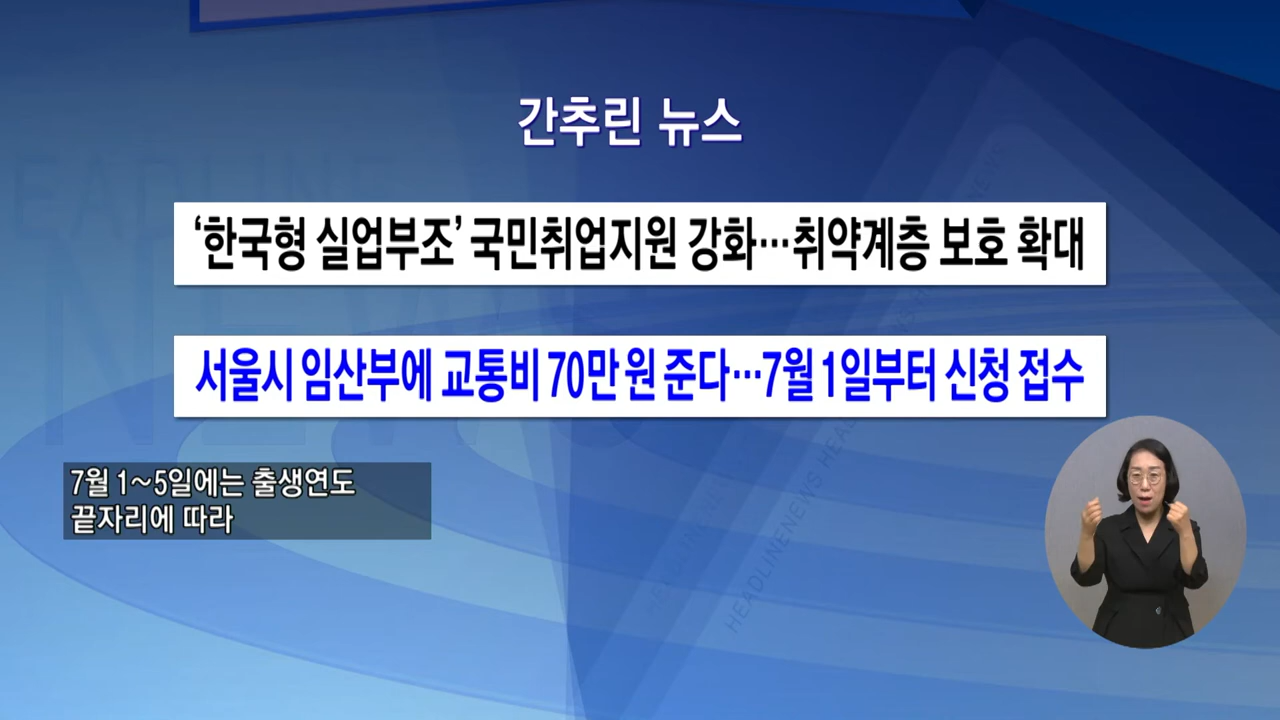 간추린 뉴스
‘한국형 실업부조’ 국민취업지원 강화…취약계층 보호 확대
서울시 임산부에 교통비 70만 원 준다…7월 1일부터 신청 접수
7월 1~5일에는 출생연도
끝자리에 따라
HEADLINENEWS HEADLINENEWS